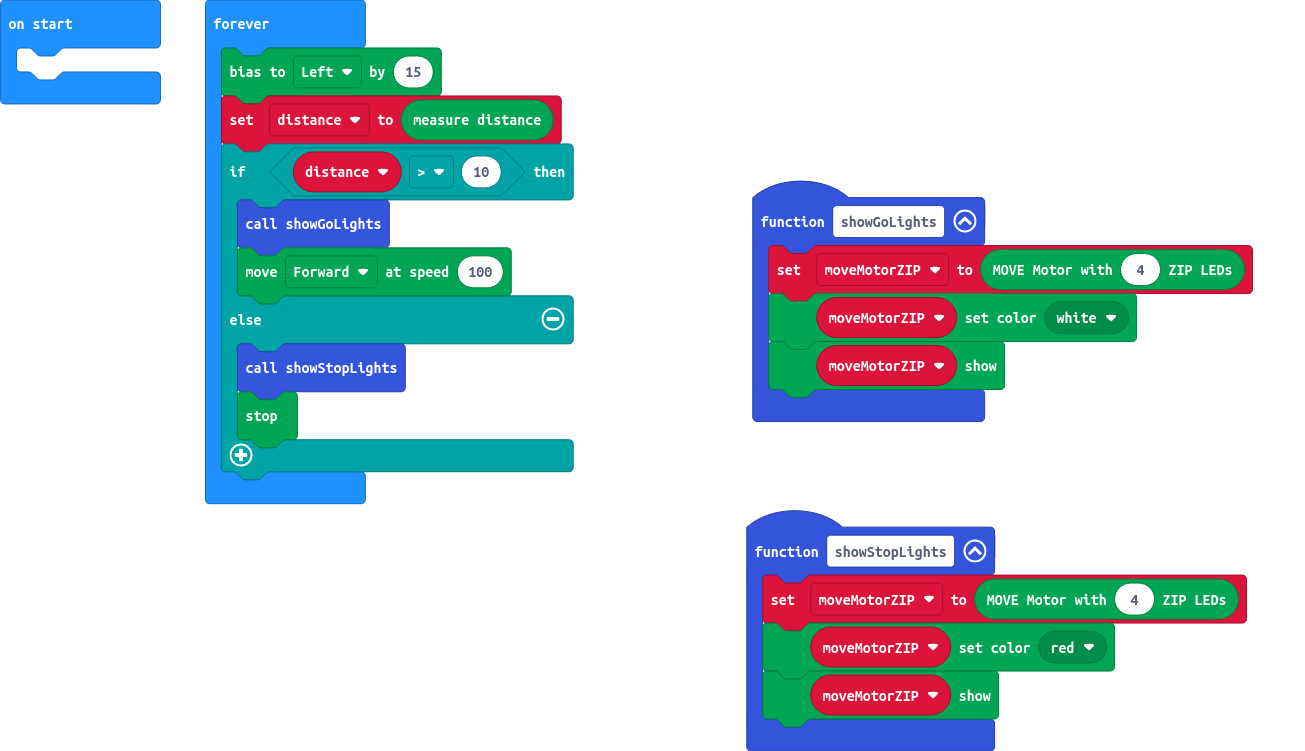 on start
forever
bias to Left by 15
set distance to measure distance
if distance > 10 then
call showGoLights
move Forward at speed 100
else
call showStopLights
stop
function showGoLights
set moveMotorZIP to MOVE Motor with 4 ZIP LEDs
moveMotorZIP set color white
moveMotorZIP show
function showStopLights
set moveMotorZIP to MOVE Motor with 4 ZIP LEDs
moveMotorZIP set color red
moveMotorZIP show